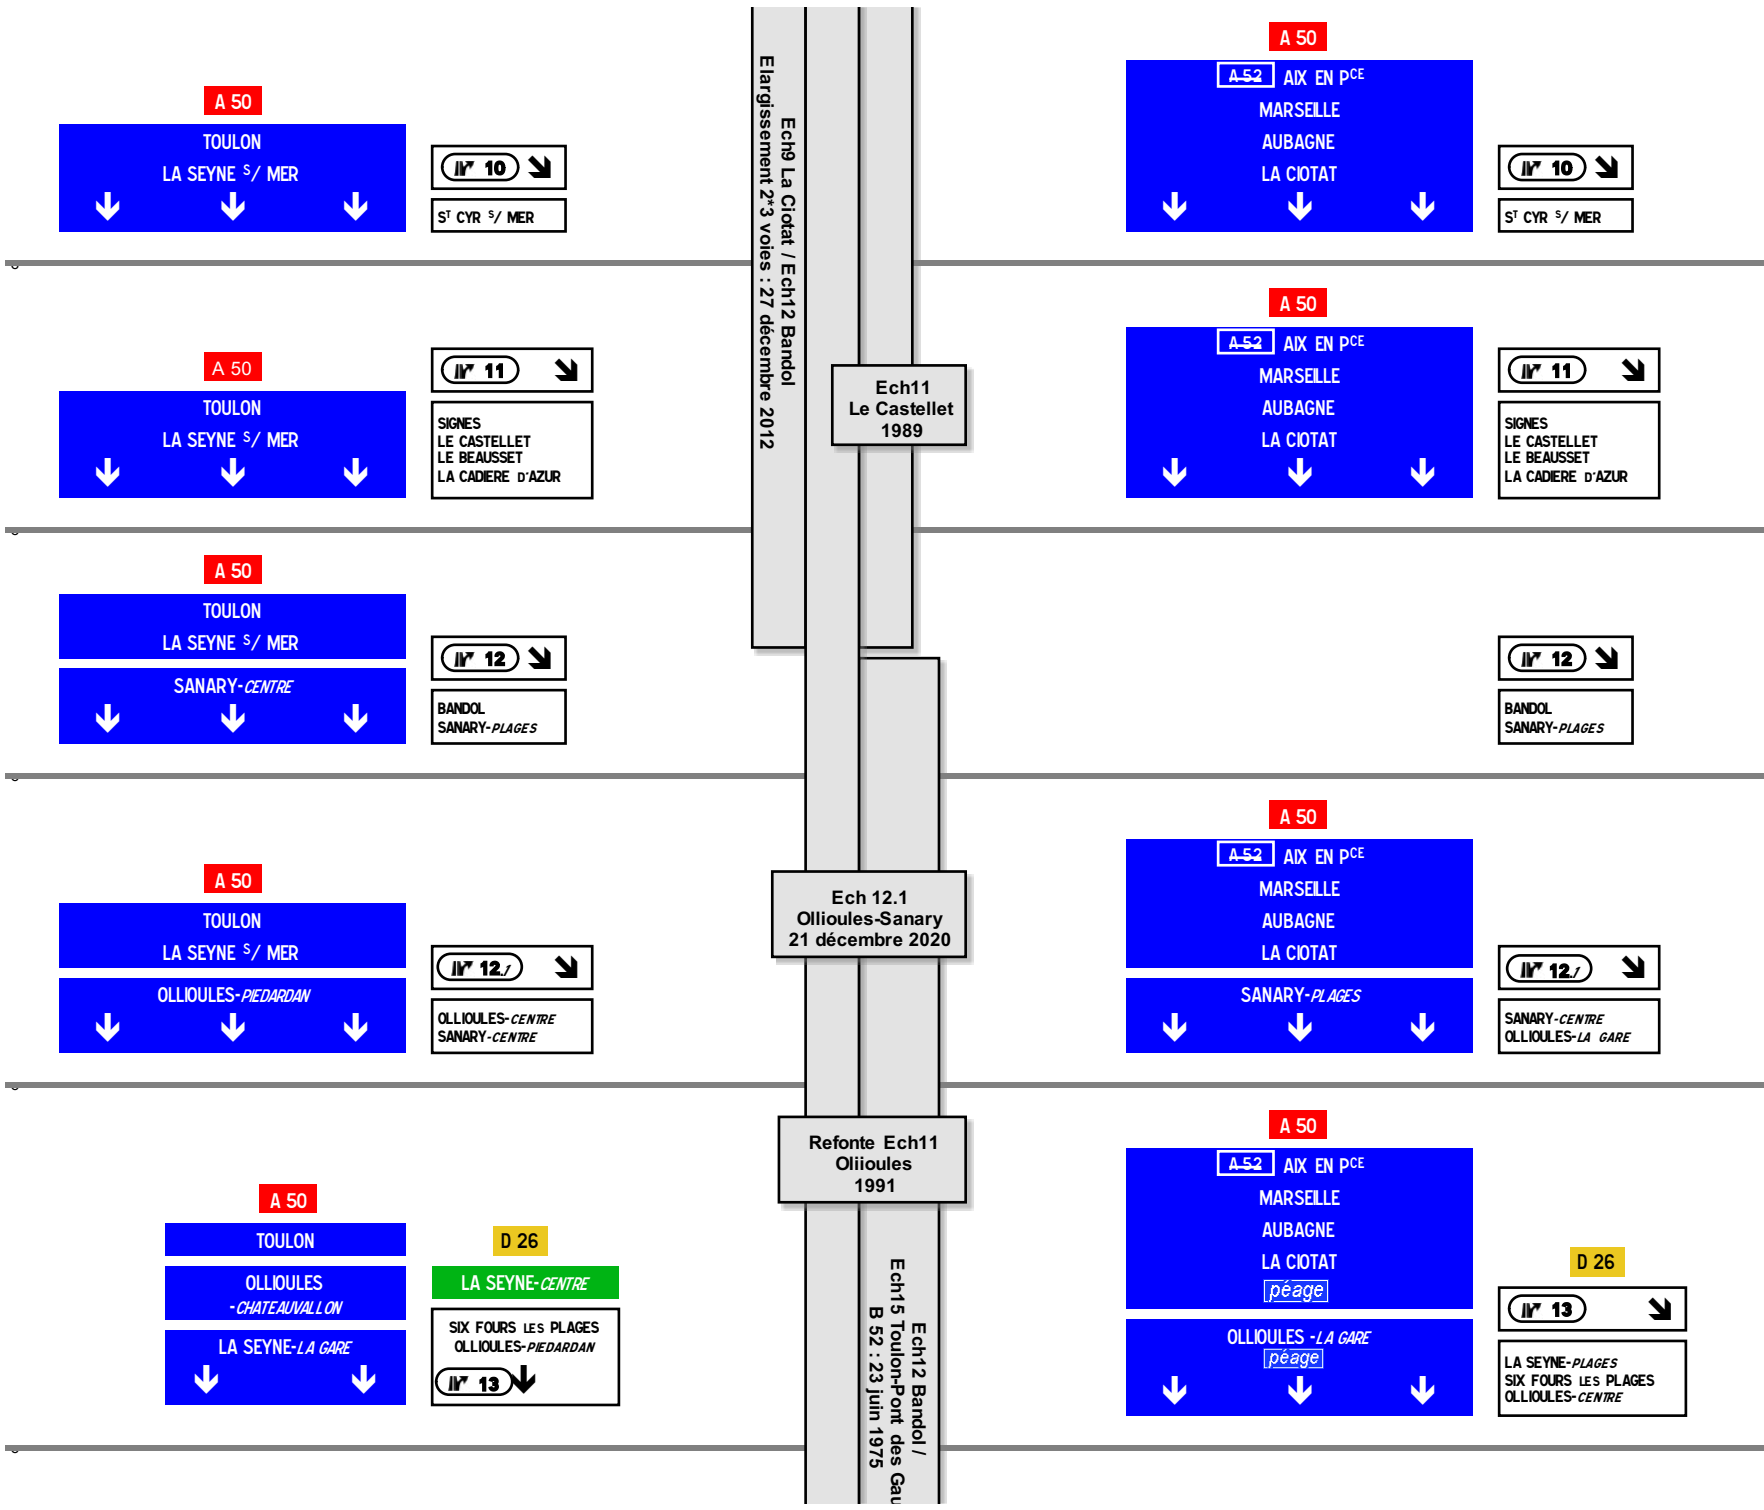 A 50
TOULON
LA SEYNE S/ MER
10
ST CYR S/ MER
Ech9 La Ciotat / Ech12 Bandol
Elargissement 2*3 voies : 27 décembre 2012
A 50
A 52 AIX EN PCE
MARSEILLE
AUBAGNE
LA CIOTAT
10
ST CYR S/ MER
A 50
TOULON
LA SEYNE S/ MER
11
SIGNES
LE CASTELLET
LE BEAUSSET
LA CADIERE D'AZUR
Ech11
Le Castellet
1989
A 50
A 52 AIX EN PCE
MARSEILLE
AUBAGNE
LA CIOTAT
11
SIGNES
LE CASTELLET
LE BEAUSSET
LA CADIERE D'AZUR
A 50
TOULON
LA SEYNE S/ MER
SANARY-CENTRE
12
BANDOL
SANARY-PLAGES
12
BANDOL
SANARY-PLAGES
A 50
TOULON
LA SEYNE S/ MER
OLLIOULES-PIEDARDAN
12.1
OLLIOULES-CENTRE
SANARY-CENTRE
Ech 12.1
Ollioules-Sanary
21 décembre 2020
A 50
A 52 AIX EN PCE
MARSEILLE
AUBAGNE
LA CIOTAT
SANARY-PLAGES
12.1
SANARY-CENTRE
OLLIOULES-LA GARE
Refonte Ech11
Oliioules
1991
A 50
TOULON
OLLIOULES
-CHATEAUVALLON
LA SEYNE-LA GARE
D 26
LA SEYNE-CENTRE
SIX FOURS LES PLAGES
OLLIOULES-PIEDARDAN
13
Ech12 Bandol /
Ech15 Toulon-Pont des Gau
B 52 : 23 juin 1975
A 50
A 52 AIX EN PCE
MARSEILLE
AUBAGNE
LA CIOTAT
péage
OLLIOULES -LA GARE
péage
D 26
13
LA SEYNE-PLAGES
SIX FOURS LES PLAGES
OLLIOULES-CENTRE